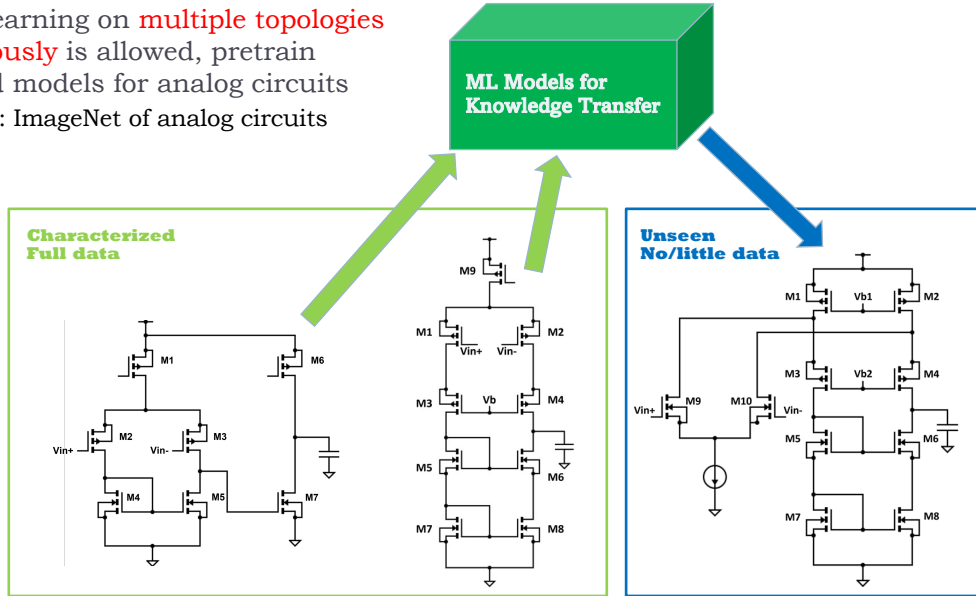 earning on multiple topologies
ously is allowed, pretrain
l models for analog circuits
: ImageNet of analog circuits
ML Models for
Knowledge Transfer
Characterized
Full data
M1
M6
M2
M3
Vin+
Vin-
M4
M5
M7
M9
M1
M2
Vin+
Vin-
M3
Vb
M4
M5
M6
M7
M8
Unseen
No/little data
M1
Vb1
M2
M3
Vb2
M4
Vin+
M9
M10
Vin-
M5
M6
M7
M8